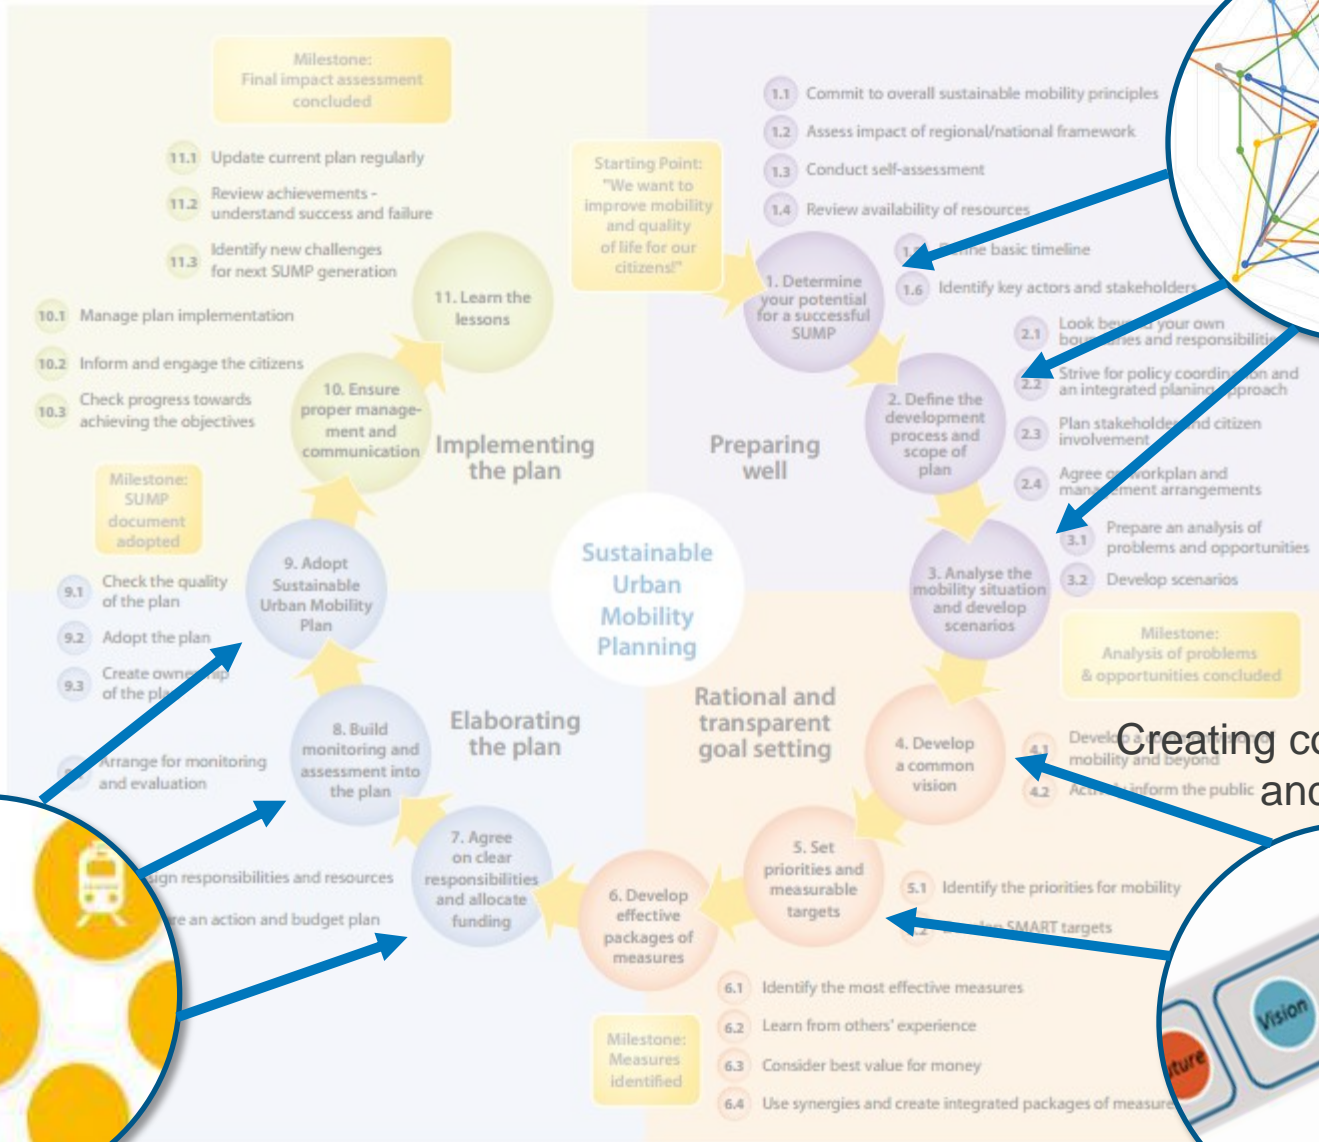 Milestone:
Final impact assessment
concluded
11.1 Update current plan regularly
11.2 Review achievements -
understand success and failure
11.3 Identify new challenges
for next SUMP generation
Starting Point:
"We want to
improve mobility
and quality
of life for our
citizens!"
1.1 Commit to overall sustainable mobility principles
1.2 Assess impact of regional/national framework
1.3 Conduct self-assessment
1.4 Review availability of resources
basic timeline
1.6 Identify key actors and stakeholders
1. Determine
your potential
for a successful
SUMP
11. Learn the
lessons
10.1 Manage plan implementation
10.2 Inform and engage the citizens
10.3 Check progress towards
achieving the objectives
10. Ensure
proper manage-
ment and
communication
Implementing
the plan
Preparing
well
2. Define the
development
process and
scope of
plan
2.1 Look beyond your own
boundaries and
2.2 Strive for policy coordination and
an integrated planing approach
2.3 Plan stakeholder and citizen
involvement
2.4 Agree on workplan and
management arrangements
Milestone:
SUMP
document
adopted
9. Adopt
Sustainable
Urban Mobility
Plan
9.1 Check the quality
of the plan
9.2 Adopt the plan
9.3 Create ownership
of the plan
Sustainable
Urban
Mobility
Planning
3. Analyse the
mobility situation
and develop
scenarios
3.1 Prepare an analysis of
problems and opportunities
3.2 Develop scenarios
Milestone:
Analysis of problems
& opportunities concluded
8. Build
monitoring and
assessment into
the plan
Arrange for monitoring
and evaluation
Elaborating
the plan
Rational and
transparent
goal setting
4. Develop
a common
vision
4.1 Develop
mobility and beyond
4.2 Actively inform the public
Creating
7. Agree
on clear
responsibilities
and allocate
funding
responsibilities and resources
an action and budget plan
6. Develop
effective
packages of
measures
5. Set
priorities and
measurable
targets
5.1 Identify the priorities for mobility
SMART targets
6.1 Identify the most effective measures
6.2 Learn from others' experience
6.3 Consider best value for money
6.4 Use synergies and create integrated packages of
Milestone:
Measures
identified
Vision